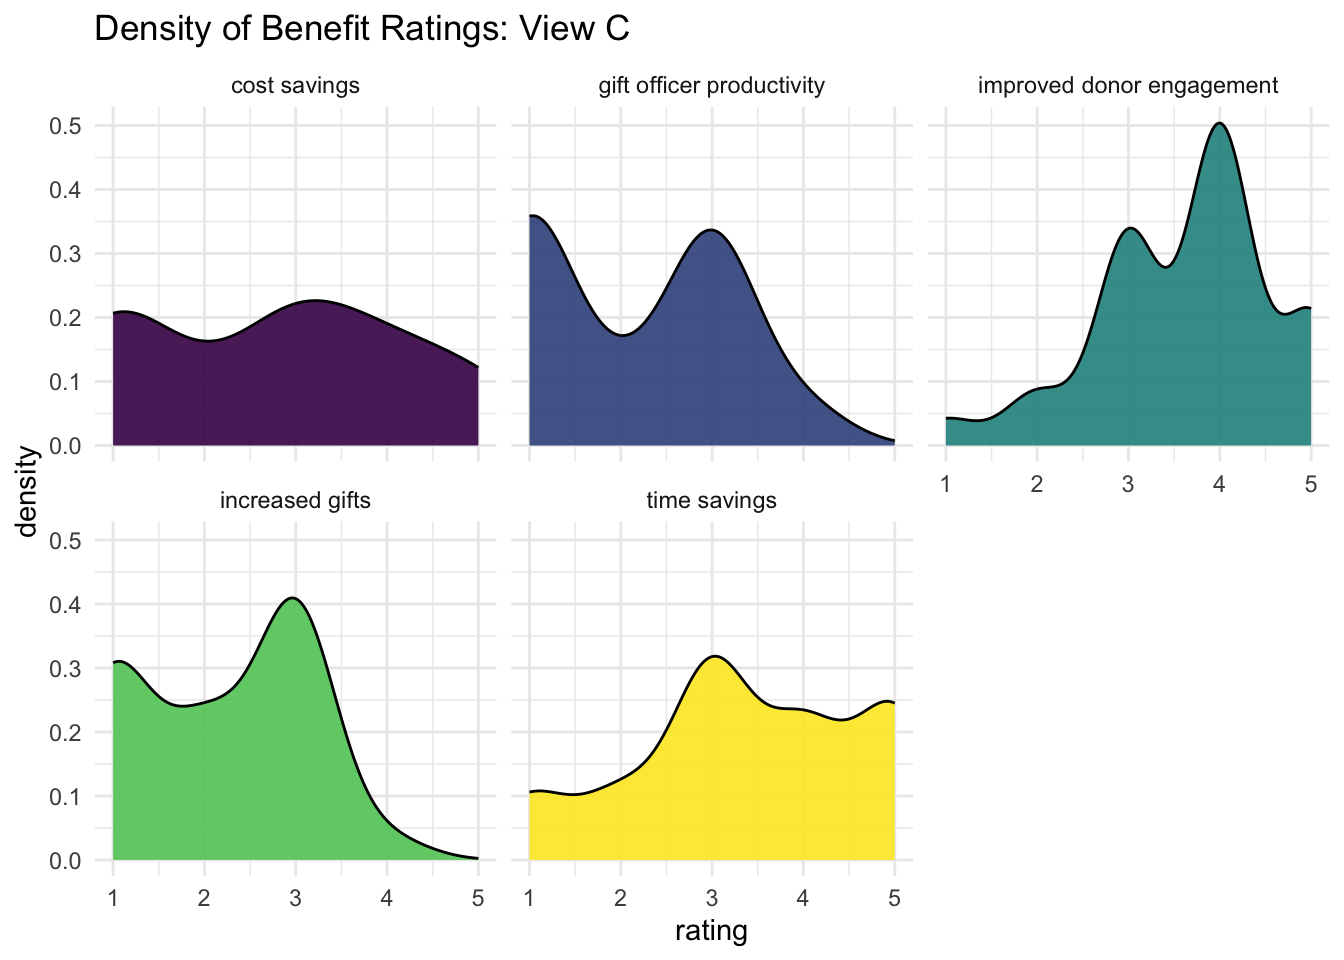 Density of Benefit Ratings: View C
cost savings
gift officer productivity
improved donor engagement
0.5
0.4
0.3
0.2
0.1
0.0
1 2 3 4 5
density
increased gifts
time savings
0.5
0.4
0.3
0.2
0.1
0.0
1 2 3 4 5
1 2 3 4 5
rating